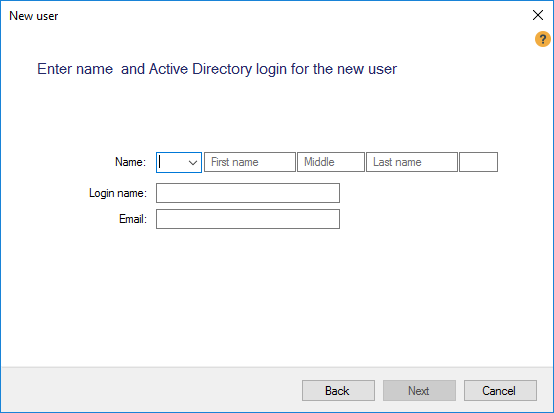 New user
?
Enter name  and Active Directory login for the new user
Name: First name Middle Last name
Login name:
Email:
Back Next Cancel